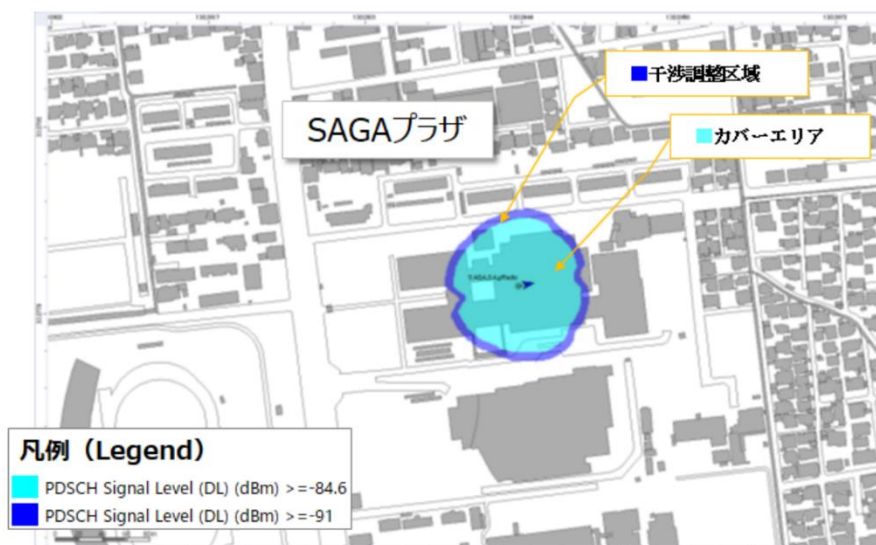 ■干渉調整区域
SAGAプラザ
■カバーエリア
凡例（Legend）
PDSCH Signal Level (DL) (dBm) >=-84.6
PDSCH Signal Level (DL) (dBm) >=-91